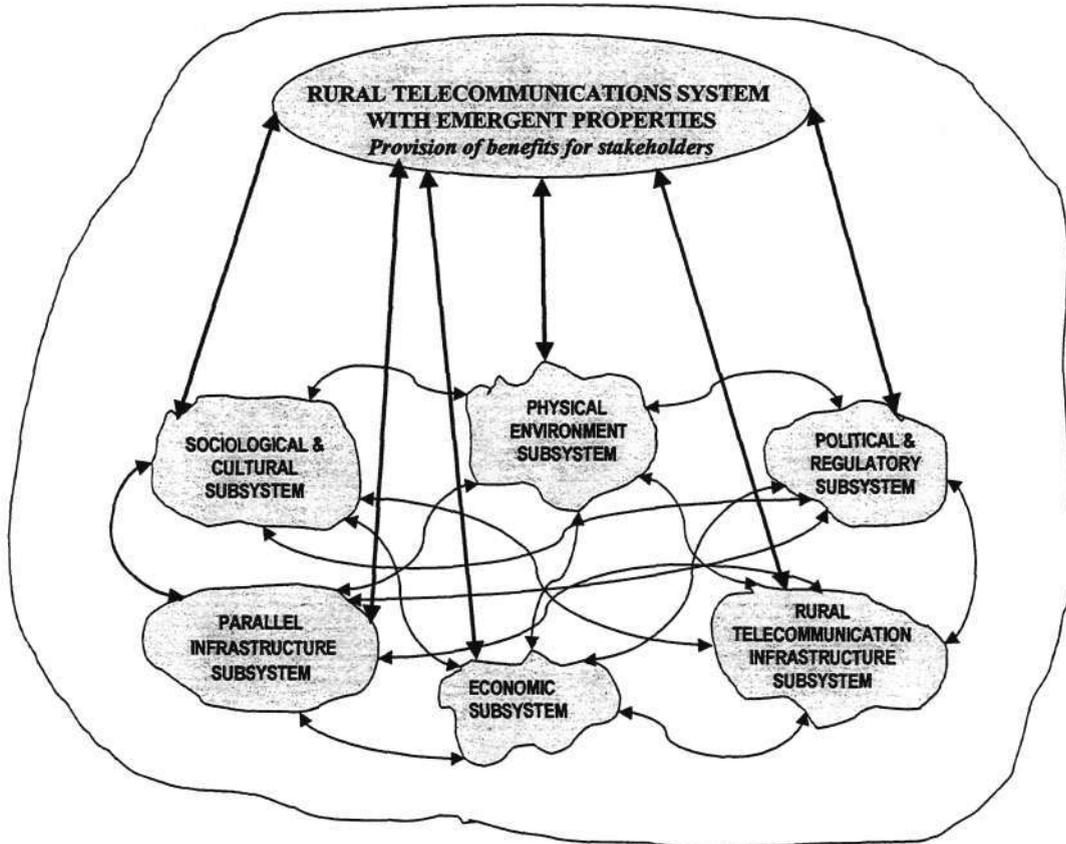 RURAL TELECOMMUNICATIONS SYSTEM
WITH EMERGENT PROPERTIES
Provision of benefits for stakeholders
SOCIOLOGICAL &
CULTURAL
SUBSYSTEM
PHYSICAL
ENVIRONMENT
SUBSYSTEM
POLITICAL &
REGULATORY
SUBSYSTEM
PARALLEL
INFRASTRUCTURE
SUBSYSTEM
ECONOMIC
SUBSYSTEM
RURAL
TELECOMMUNICATION
INFRASTRUCTURE
SUBSYSTEM